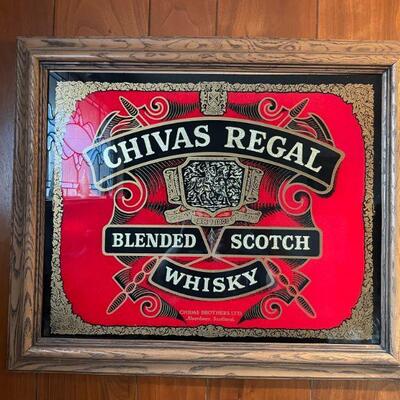 CHIVAS REGAL
BLENDED SCOTCH
WHISKY
CHIVAS BROTHERS LTD.
Aberdeen, Scotland.